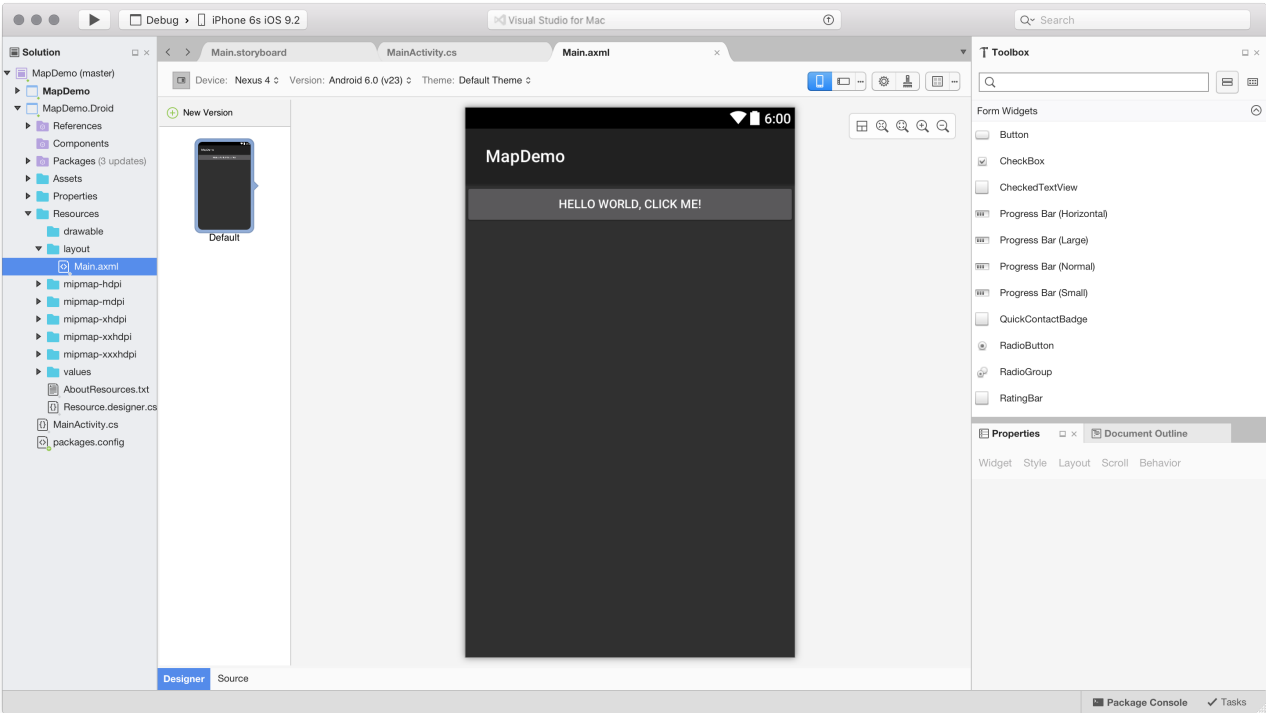 Debug › iPhone 6s iOS 9.2
Visual Studio for Mac
Search
Solution
MapDemo (master)
MapDemo
MapDemo.Droid
References
Components
Packages (3 updates)
Assets
Properties
Resources
drawable
layout
Main.axml
mipmap-hdpi
mipmap-mdpi
mipmap-xhdpi
mipmap-xxhdpi
mipmap-xxxhdpi
values
AboutResources.txt
Resource.designer.cs
MainActivity.cs
packages.config
Main.storyboard
MainActivity.cs
Main.axml
Device: Nexus 4 Version: Android 6.0 (v23) Theme: Default Theme
New Version
Default
6:00
MapDemo
HELLO WORLD, CLICK ME!
Designer
Source
Toolbox
Form Widgets
Button
CheckBox
CheckedTextView
Progress Bar (Horizontal)
Progress Bar (Large)
Progress Bar (Normal)
Progress Bar (Small)
QuickContactBadge
RadioButton
RadioGroup
RatingBar
Properties
Document Outline
Widget Style Layout Scroll Behavior
Package Console
Tasks